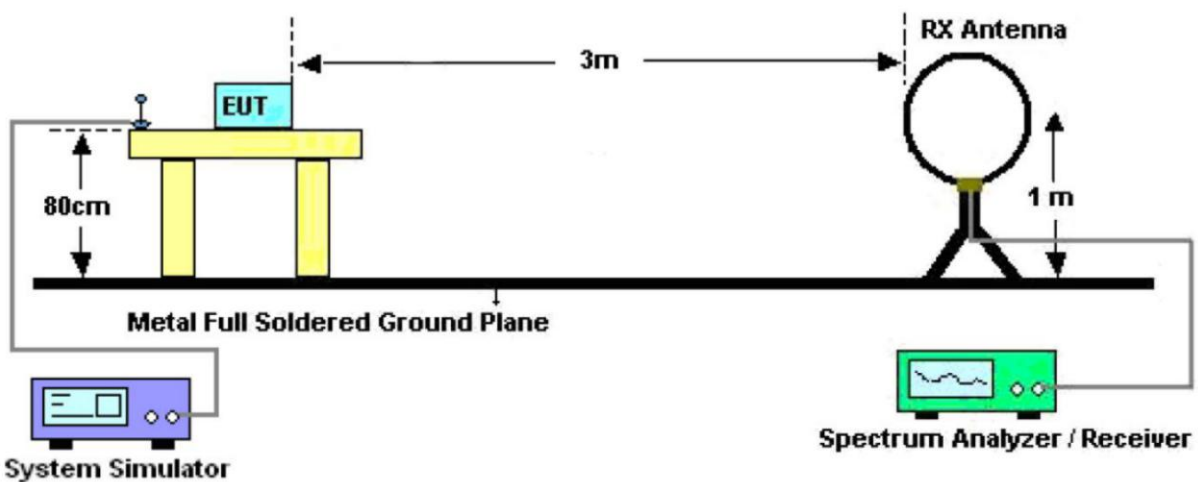 RX Antenna
3m
EUT
80cm
1 m
Metal Full Soldered Ground Plane
System Simulator
Spectrum Analyzer / Receiver